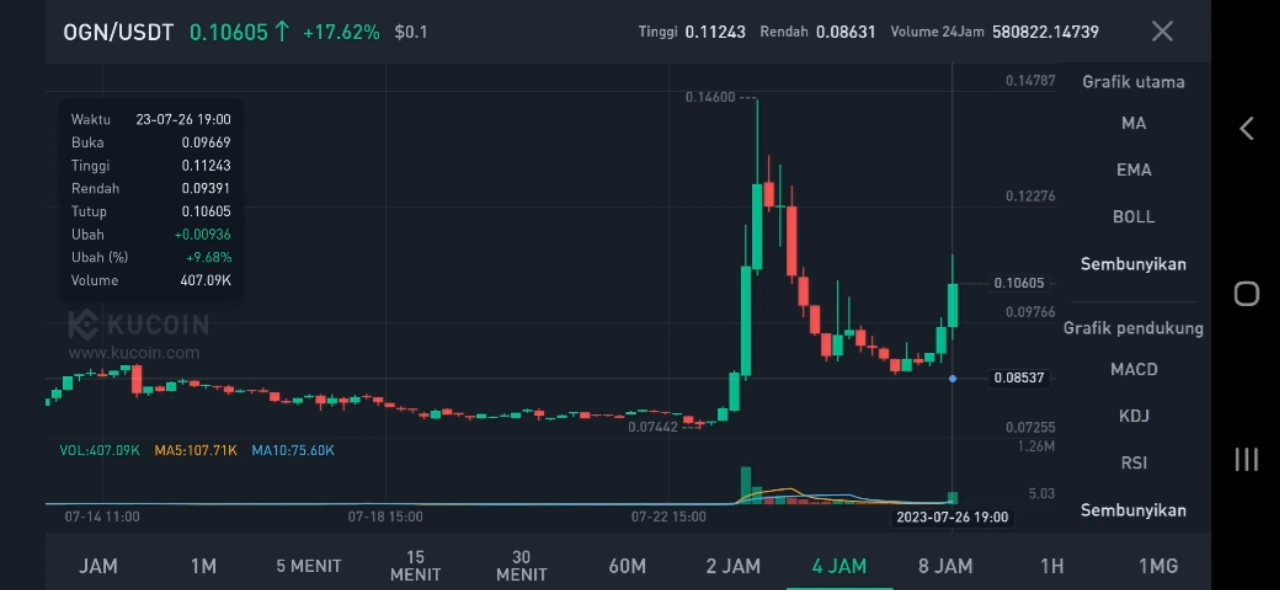 OGN/USDT 0.10605↑ +17.62% $0.1 Tinggi 0.11243 Rendah 0.08631 Volume 24Jam 580822.14739
Waktu 23-07-26 19:00
Buka 0.09669
Tinggi 0.11243
Rendah 0.09391
Tutup 0.10605
Ubah +0.00936
Ubah (%) +9.68%
Volume 407.09K
KUCOIN
www.kucoin.com
0.14600
0.07442
0.14787
0.12276
0.10605
0.09766
0.08537
0.07255
1.26M
5.03
VOL:407.09K MA5:107.71K MA10:75.60K
07-14 11:00 07-18 15:00 07-22 15:00 2023-07-26 19:00
Grafik utama
MA
EMA
BOLL
Sembunyikan
Grafik pendukung
MACD
KDJ
RSI
Sembunyikan
JAM 1M 5 MENIT 15 MENIT 30 MENIT 60M 2 JAM 4 JAM 8 JAM 1H 1MG